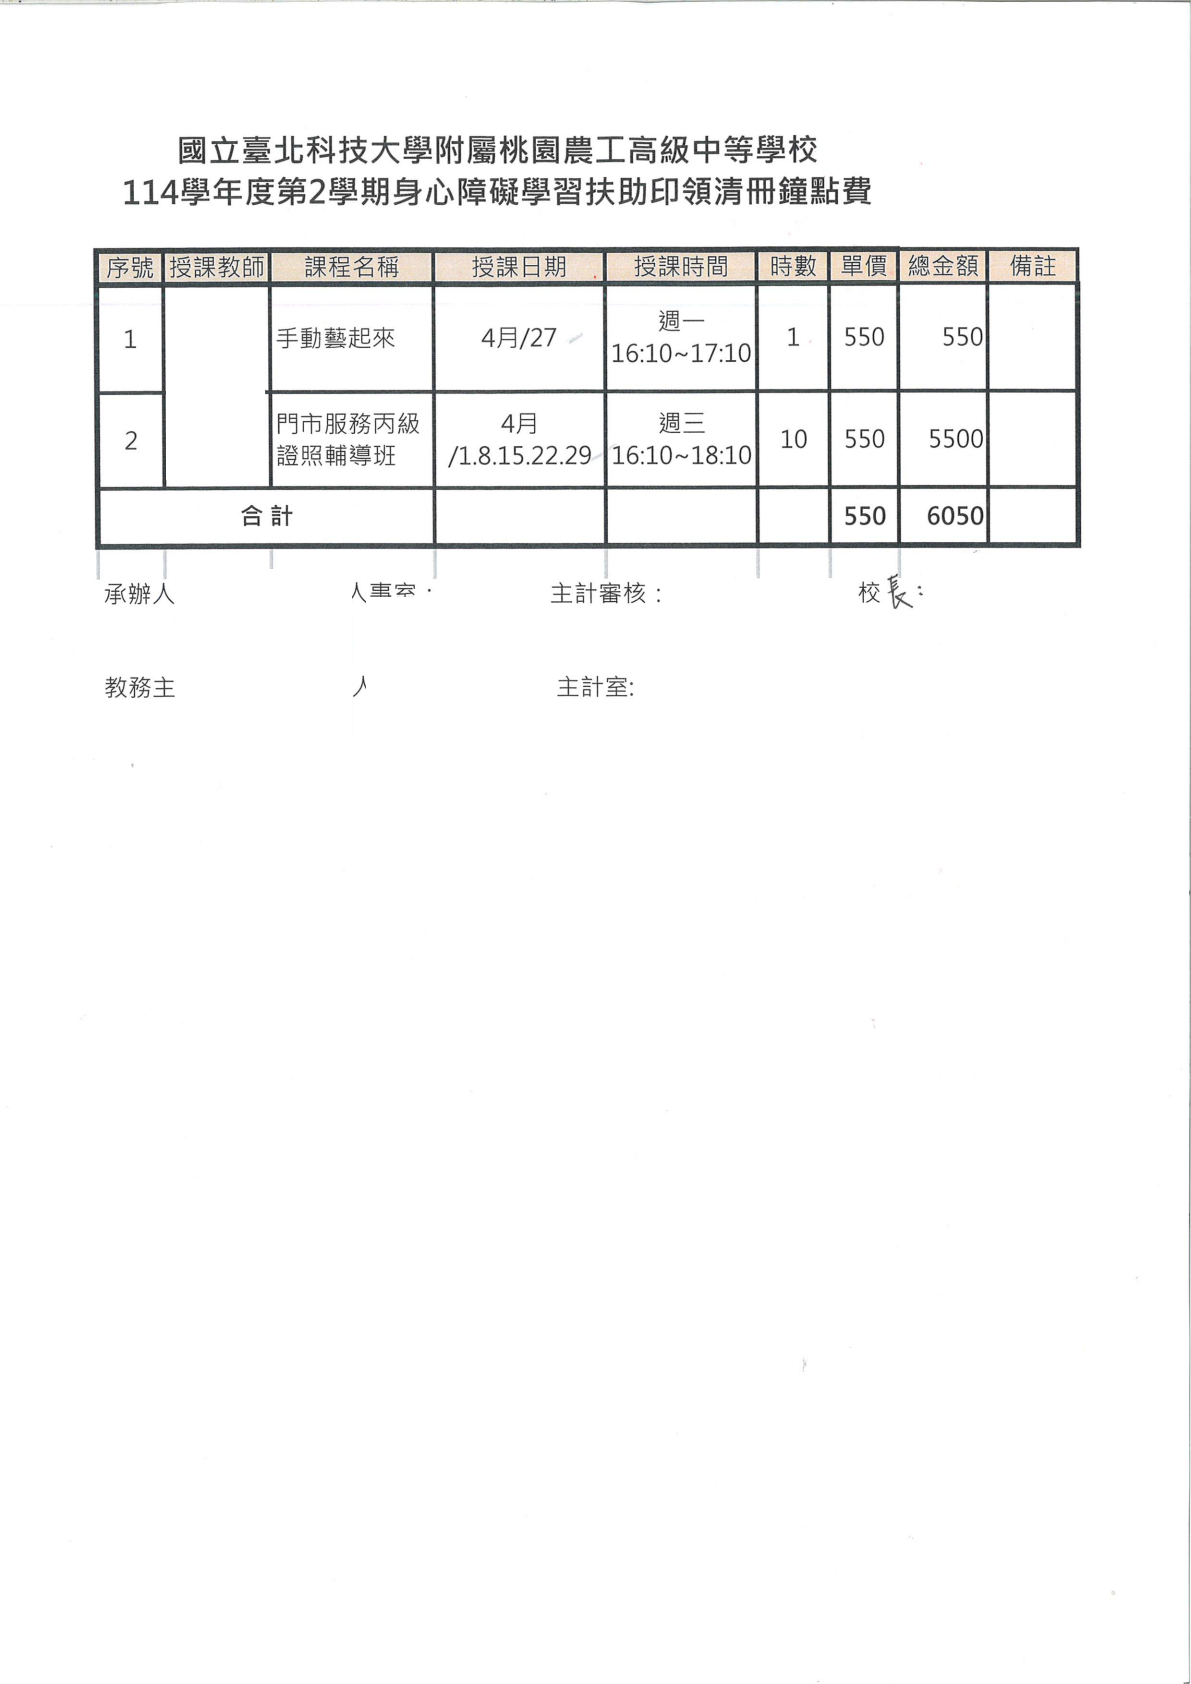 國立臺北科技大學附屬桃園農工高級中等學校
114學年度第2學期身心障礙學習扶助印領清冊鐘點費
序號 授課教師 課程名稱 授課日期 授課時間 時數 單價 總金額 備註
1 手動藝起來 4月/27 週一 16:10~17:10 1 550 550
2 門市服務丙級證照輔導班 4月/1.8.15.22.29 週三 16:10~18:10 10 550 5500
合計 550 6050
承辦人 人事室: 主計審核: 校長:
教務主 人 主計室: